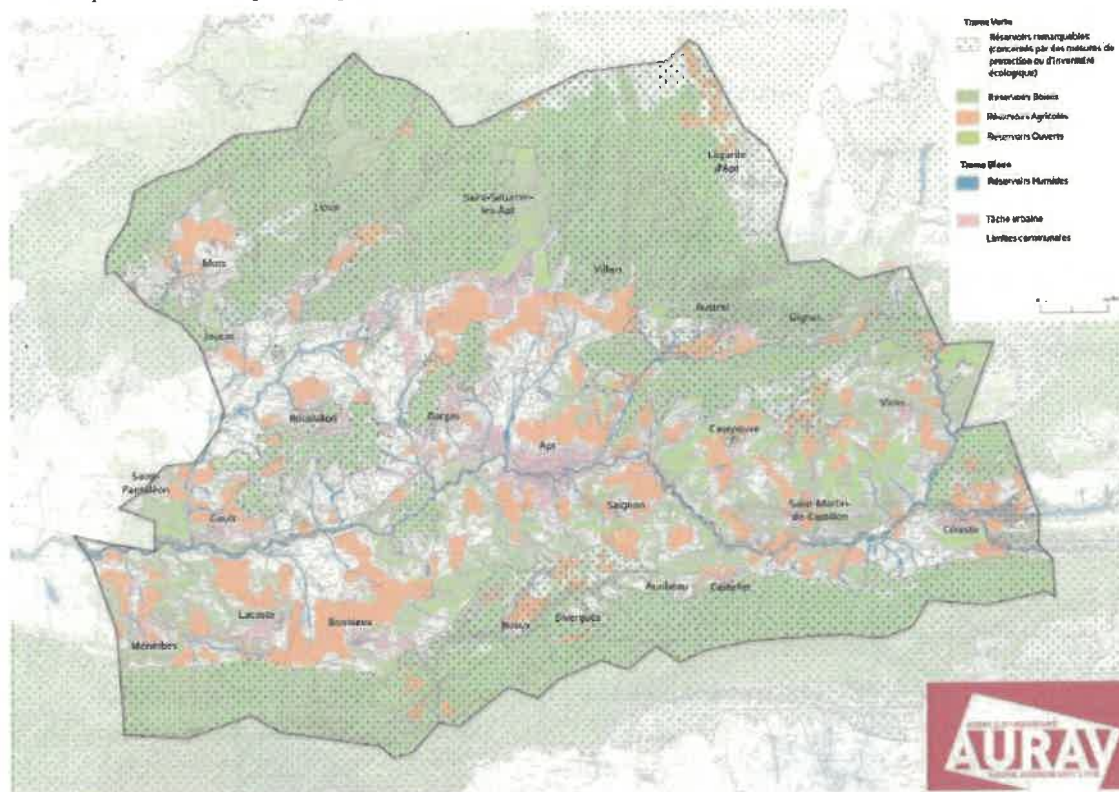 Trame Verte
Réservoirs remarquables
(concernés par des mesures de
protection ou d'inventaire
écologique)
Réservoirs Boisés
Réservoirs Agricoles
Réservoirs Ouverts
Trame Bleue
Réservoirs Humides
Tâche urbaine
Limites communales
Lagarde
d'Apt
Saint-Saturnin-
les-Apt
Lioux
Murs
Villars
Rustrel
Gignac
Joucas
Viens
Roussillon
Gargas
Caseneuve
Apt
Saint-
Pantaléon
Saignon
Goult
Saint-Martin-
de-Castillon
Céreste
Auribeau
Castellet
Lacoste
Bonnieux
Buoux
Sivergues
Ménerbes
AURAV